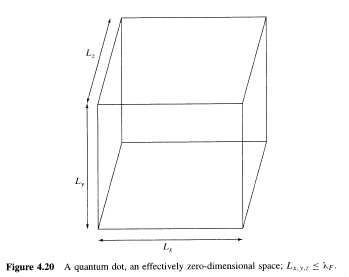 L_z
L_y
L_x
Figure 4.20 A quantum dot, an effectively zero-dimensional space; L_{x,y,z} ≤ λ_F.